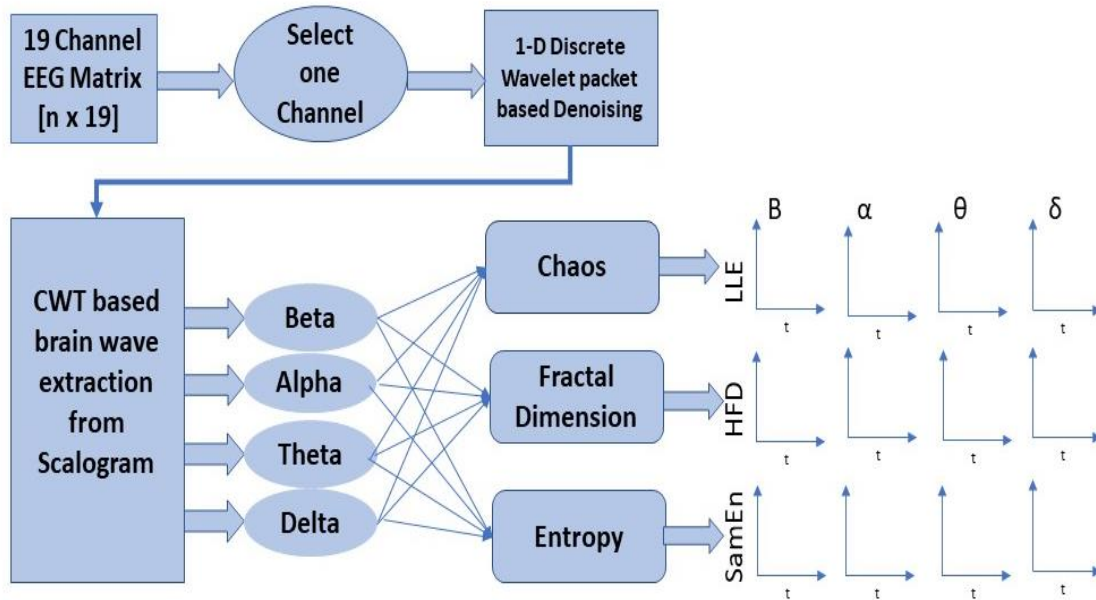 19 Channel
EEG Matrix
[n x 19]
Select
one
Channel
1-D Discrete
Wavelet packet
based Denoising
CWT based
brain wave
extraction
from
Scalogram
Beta
Alpha
Theta
Delta
Chaos
Fractal
Dimension
Entropy
B α θ δ
LLE
t t t t
HFD
t t t t
SamEn
t t t t